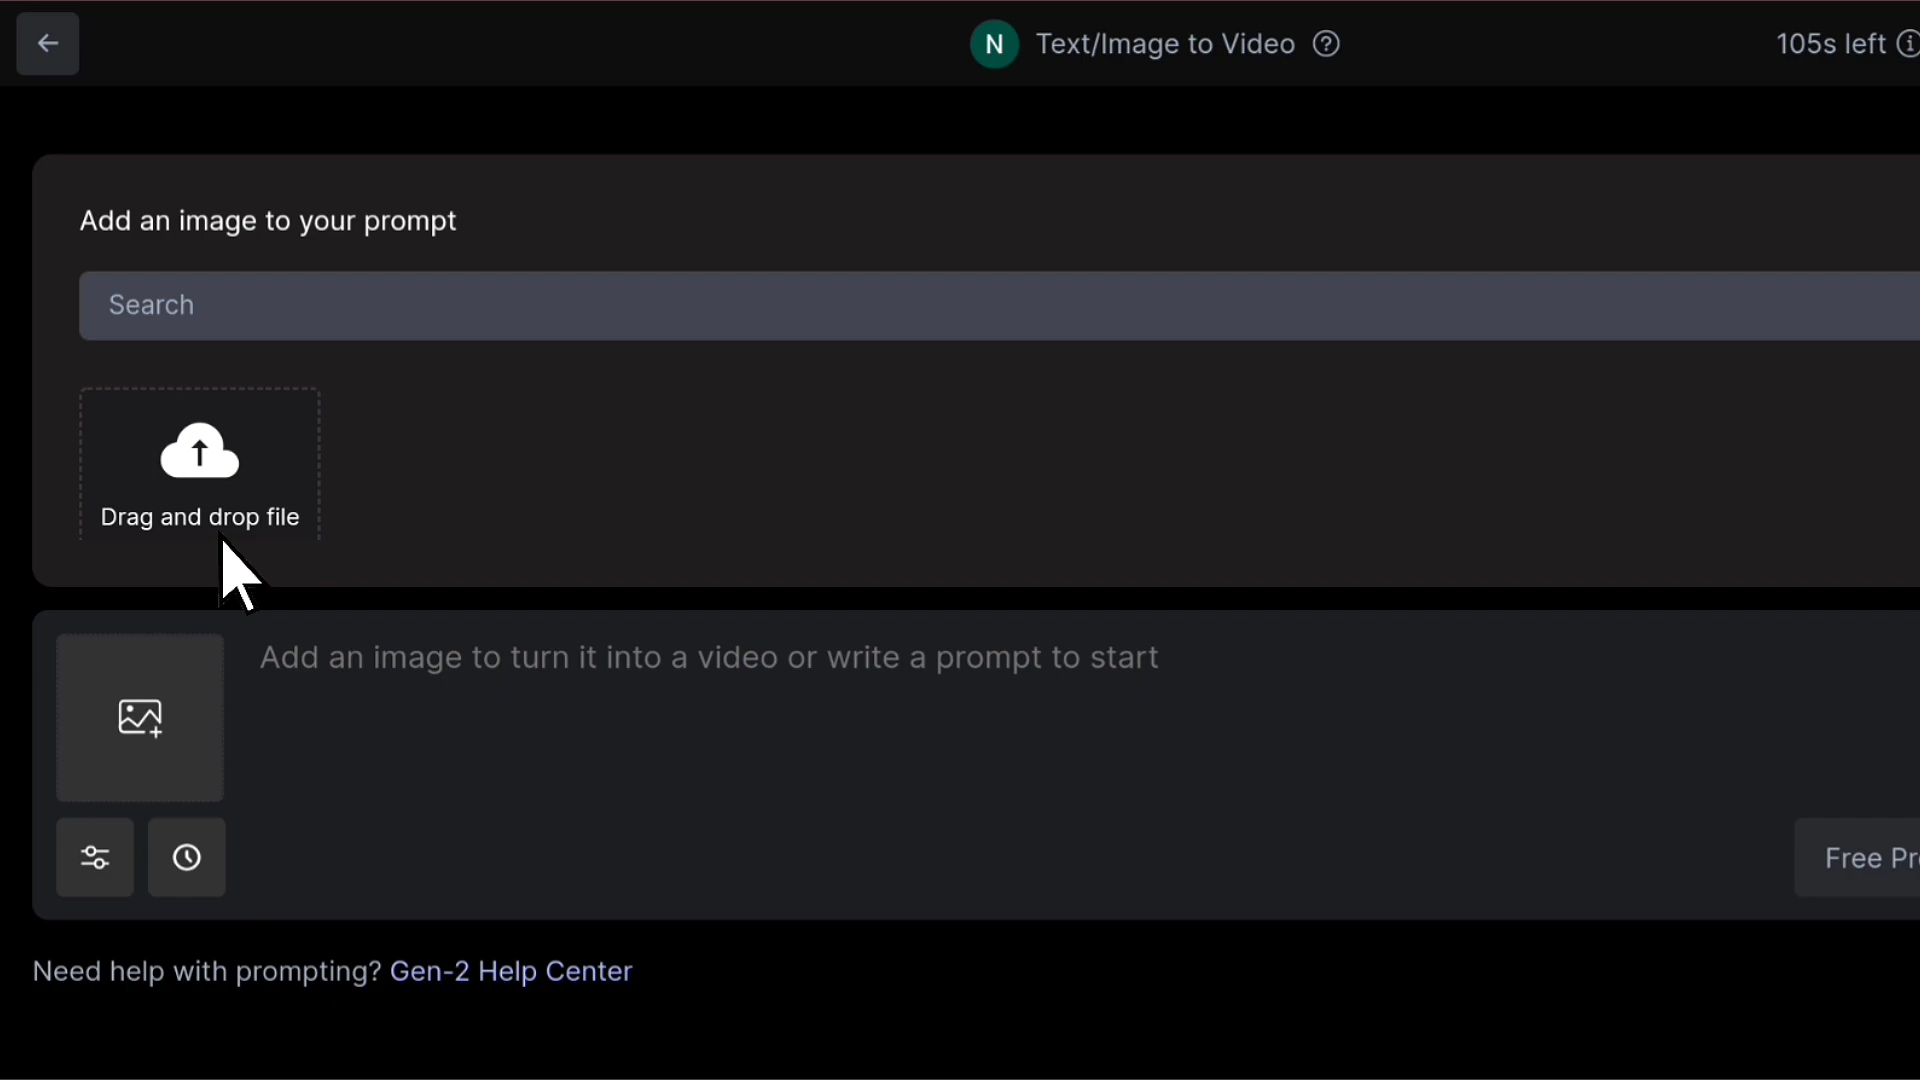 N Text/Image to Video
105s left
Add an image to your prompt
Search
Drag and drop file
Add an image to turn it into a video or write a prompt to start
Free
Need help with prompting? Gen-2 Help Center